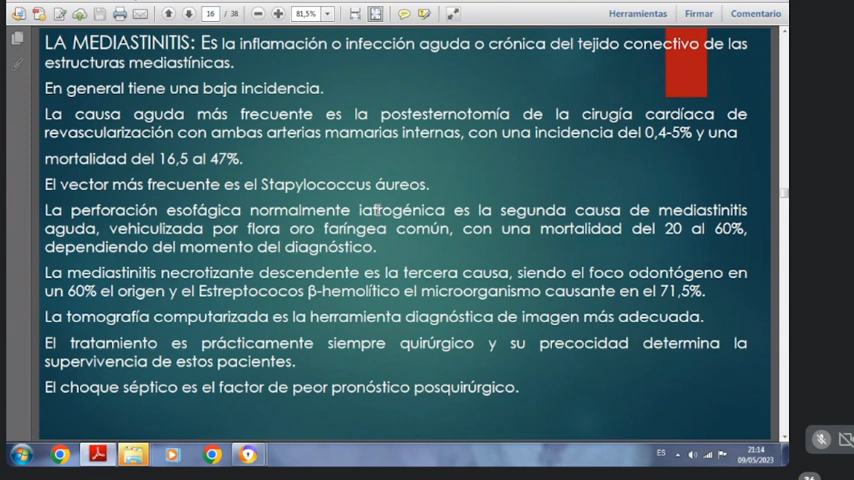 16 / 38
81,5%
Herramientas
Firmar
Comentario
LA MEDIASTINITIS: Es la inflamación o infección aguda o crónica del tejido conectivo de las
estructuras mediastínicas.
En general tiene una baja incidencia.
La causa aguda más frecuente es la postesternotomía de la cirugía cardíaca de
revascularización con ambas arterias mamarias internas, con una incidencia del 0,4-5% y una
mortalidad del 16,5 al 47%.
El vector más frecuente es el Stapylococcus áureos.
La perforación esofágica normalmente iatrogénica es la segunda causa de mediastinitis
aguda, vehiculizada por flora oro faríngea común, con una mortalidad del 20 al 60%,
dependiendo del momento del diagnóstico.
La mediastinitis necrotizante descendente es la tercera causa, siendo el foco odontógeno en
un 60% el origen y el Estreptococos β-hemolítico el microorganismo causante en el 71,5%.
La tomografía computarizada es la herramienta diagnóstica de imagen más adecuada.
El tratamiento es prácticamente siempre quirúrgico y su precocidad determina la
supervivencia de estos pacientes.
El choque séptico es el factor de peor pronóstico posquirúrgico.
ES
21:14
09/05/2023